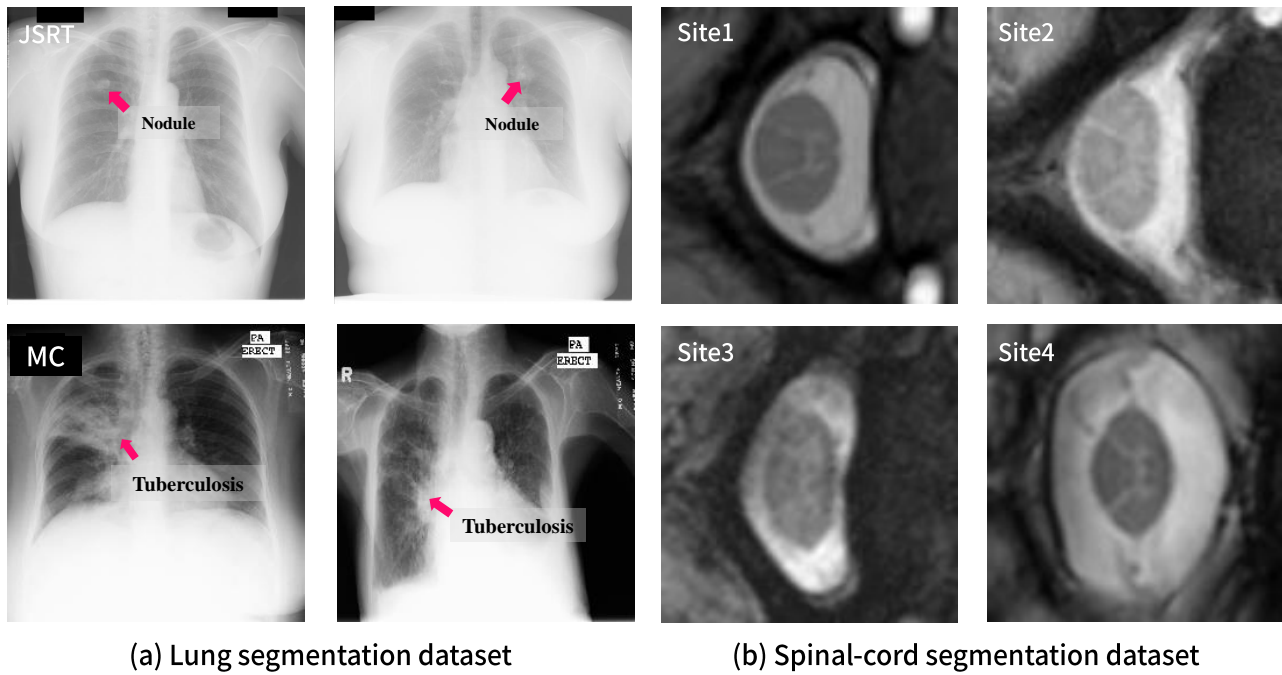 JSRT
Nodule
Nodule
Site1
Site2
MC
PA
ERECT
Tuberculosis
R
PA
ERECT
Tuberculosis
Site3
Site4
(a) Lung segmentation dataset
(b) Spinal-cord segmentation dataset